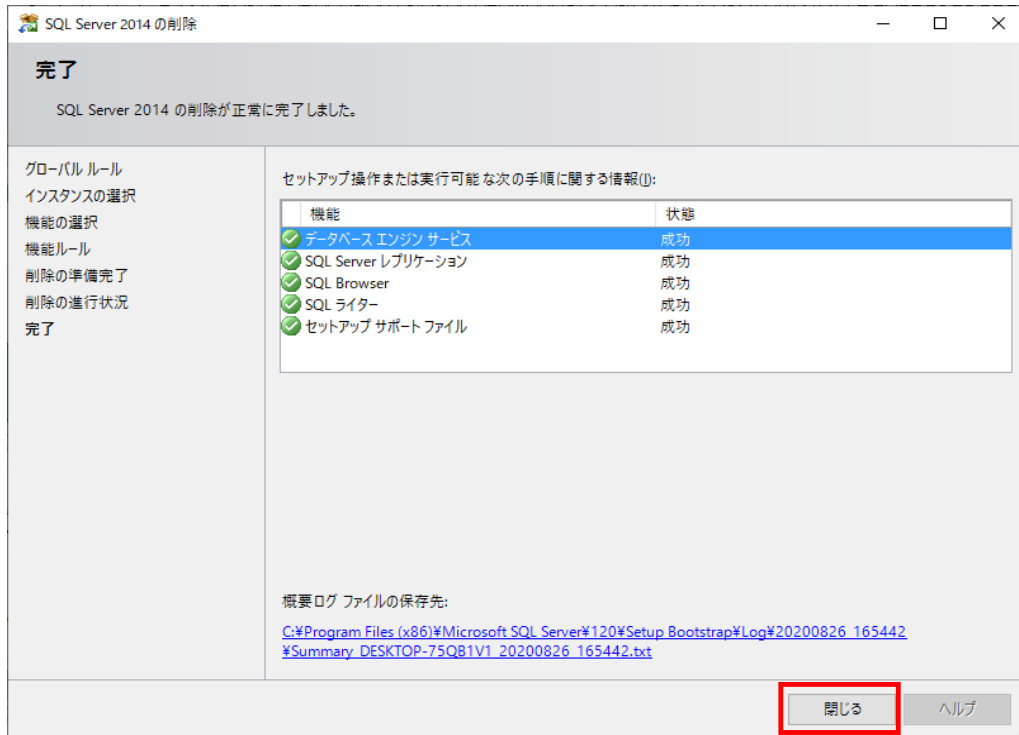 SQL Server 2014 の削除
完了
SQL Server 2014 の削除が正常に完了しました。
グローバル ルール
インスタンスの選択
機能の選択
機能ルール
削除の準備完了
削除の進行状況
完了
セットアップ操作または実行可能な次の手順に関する情報(I):
機能 状態
データベース エンジン サービス 成功
SQL Server レプリケーション 成功
SQL Browser 成功
SQL ライター 成功
セットアップ サポート ファイル 成功
概要ログ ファイルの保存先:
C:¥Program Files (x86)¥Microsoft SQL Server¥120¥Setup Bootstrap¥Log¥20200826_165442
¥Summary_DESKTOP-75QB1V1_20200826_165442.txt
閉じる ヘルプ